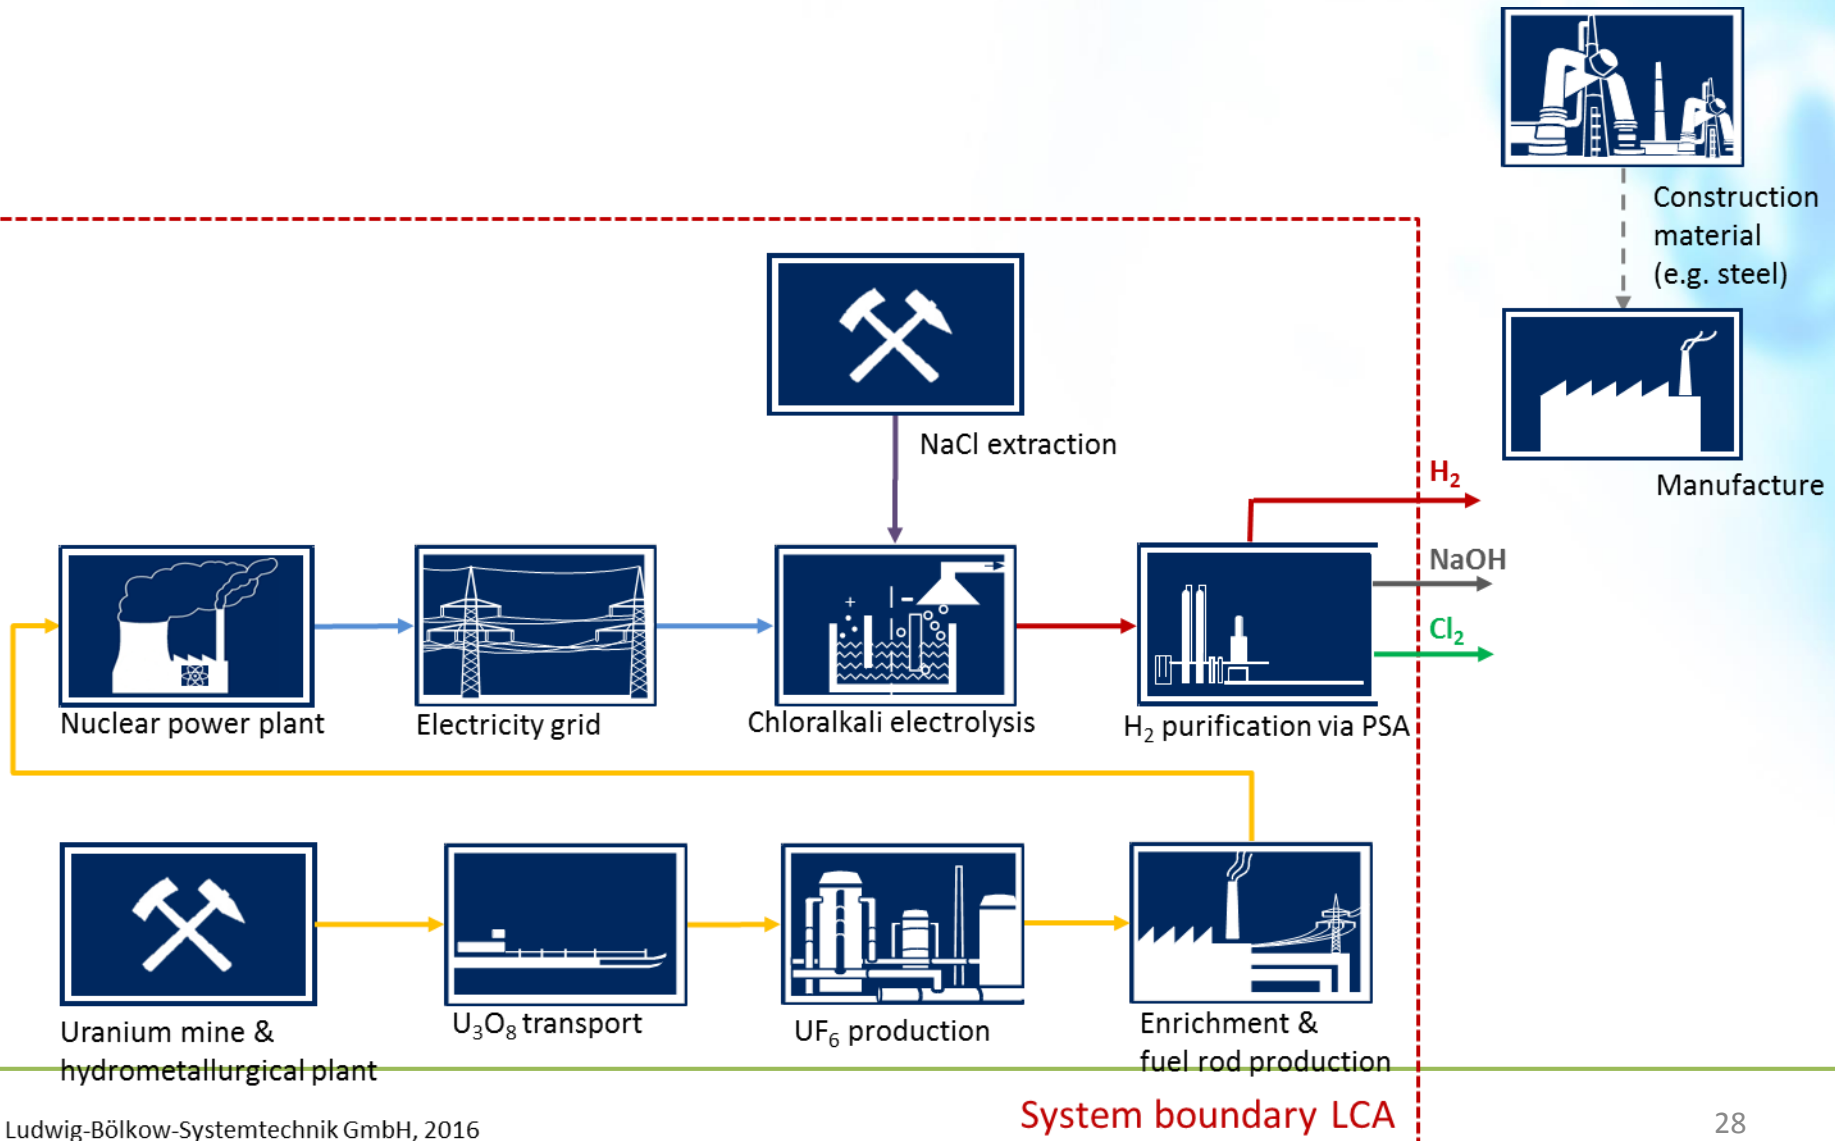 Construction
material
(e.g. steel)
NaCl extraction
Manufacture
H₂
NaOH
Cl₂
+ −
Nuclear power plant
Electricity grid
Chloralkali electrolysis
H₂ purification via PSA
Uranium mine &
hydrometallurgical plant
U₃O₈ transport
UF₆ production
Enrichment &
fuel rod production
System boundary LCA
Ludwig-Bölkow-Systemtechnik GmbH, 2016
28